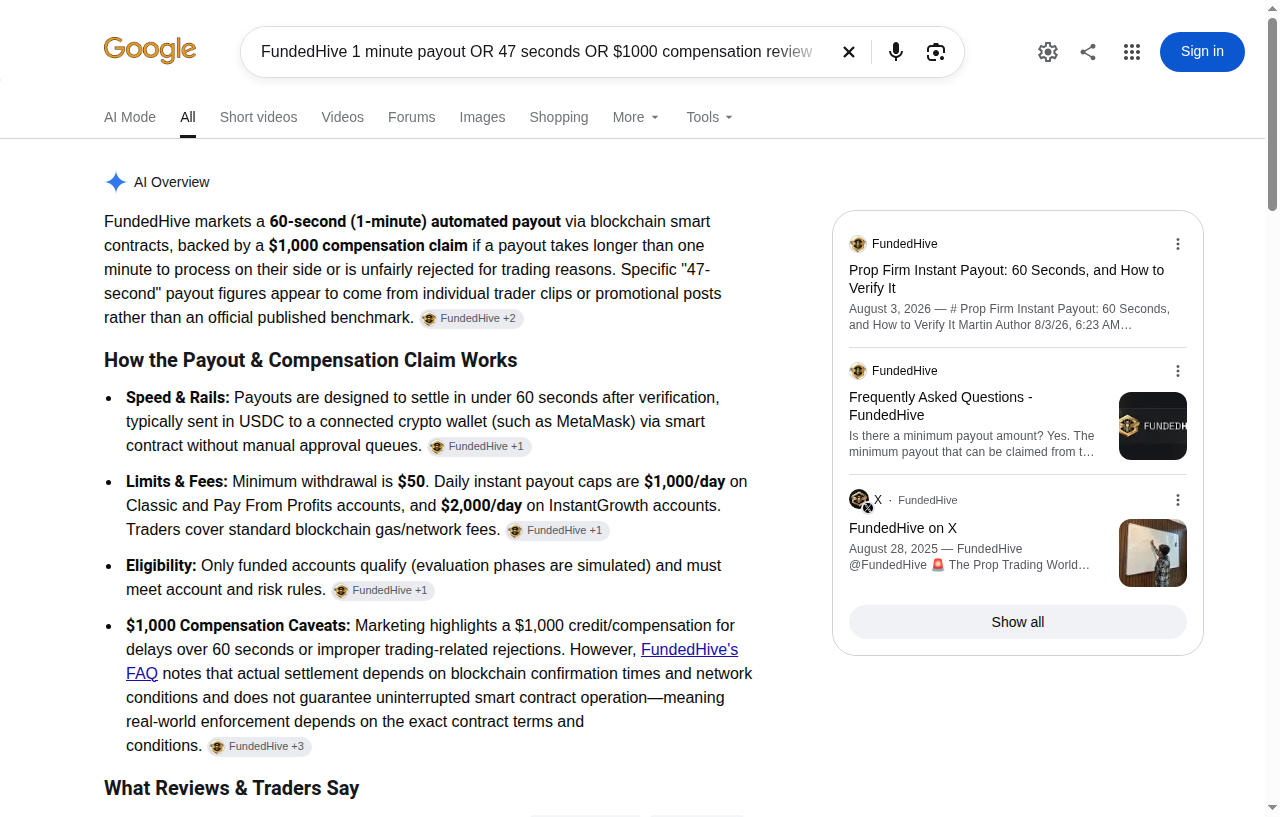 Google
FundedHive 1 minute payout OR 47 seconds OR $1000 compensation review
Sign in
AI Mode
All
Short videos
Videos
Forums
Images
Shopping
More
Tools
AI Overview
FundedHive markets a 60-second (1-minute) automated payout via blockchain smart
contracts, backed by a $1,000 compensation claim if a payout takes longer than one
minute to process on their side or is unfairly rejected for trading reasons. Specific "47-
second" payout figures appear to come from individual trader clips or promotional posts
rather than an official published benchmark. FundedHive +2
How the Payout & Compensation Claim Works
• Speed & Rails: Payouts are designed to settle in under 60 seconds after verification,
typically sent in USDC to a connected crypto wallet (such as MetaMask) via smart
contract without manual approval queues. FundedHive +1
• Limits & Fees: Minimum withdrawal is $50. Daily instant payout caps are $1,000/day on
Classic and Pay From Profits accounts, and $2,000/day on InstantGrowth accounts.
Traders cover standard blockchain gas/network fees. FundedHive +1
• Eligibility: Only funded accounts qualify (evaluation phases are simulated) and must
meet account and risk rules. FundedHive +1
• $1,000 Compensation Caveats: Marketing highlights a $1,000 credit/compensation for
delays over 60 seconds or improper trading-related rejections. However, FundedHive's
FAQ notes that actual settlement depends on blockchain confirmation times and network
conditions and does not guarantee uninterrupted smart contract operation—meaning
real-world enforcement depends on the exact contract terms and
conditions. FundedHive +3
What Reviews & Traders Say
FundedHive
Prop Firm Instant Payout: 60 Seconds, and How to
Verify It
August 3, 2026 — # Prop Firm Instant Payout: 60 Seconds,
and How to Verify It Martin Author 8/3/26, 6:23 AM…
FundedHive
Frequently Asked Questions -
FundedHive
Is there a minimum payout amount? Yes. The
minimum payout that can be claimed from t…
FUNDEDH
X · FundedHive
FundedHive on X
August 28, 2025 — FundedHive
@FundedHive 🚨 The Prop Trading World…
Show all